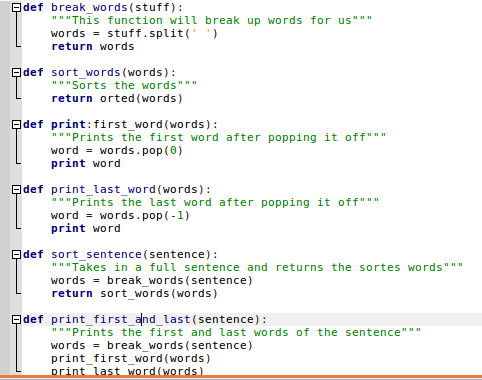 def break_words(stuff):
    """This function will break up words for us"""
    words = stuff.split(' ')
    return words
def sort_words(words):
    """Sorts the words"""
    return orted(words)
def print:first_word(words):
    """Prints the first word after popping it off"""
    word = words.pop(0)
    print word
def print_last_word(words):
    """Prints the last word after popping it off"""
    word = words.pop(-1)
    print word
def sort_sentence(sentence):
    """Takes in a full sentence and returns the sortes words"""
    words = break_words(sentence)
    return sort_words(words)
def print_first_and_last(sentence):
    """Prints the first and last words of the sentence"""
    words = break_words(sentence)
    print_first_word(words)
    print_last_word(words)